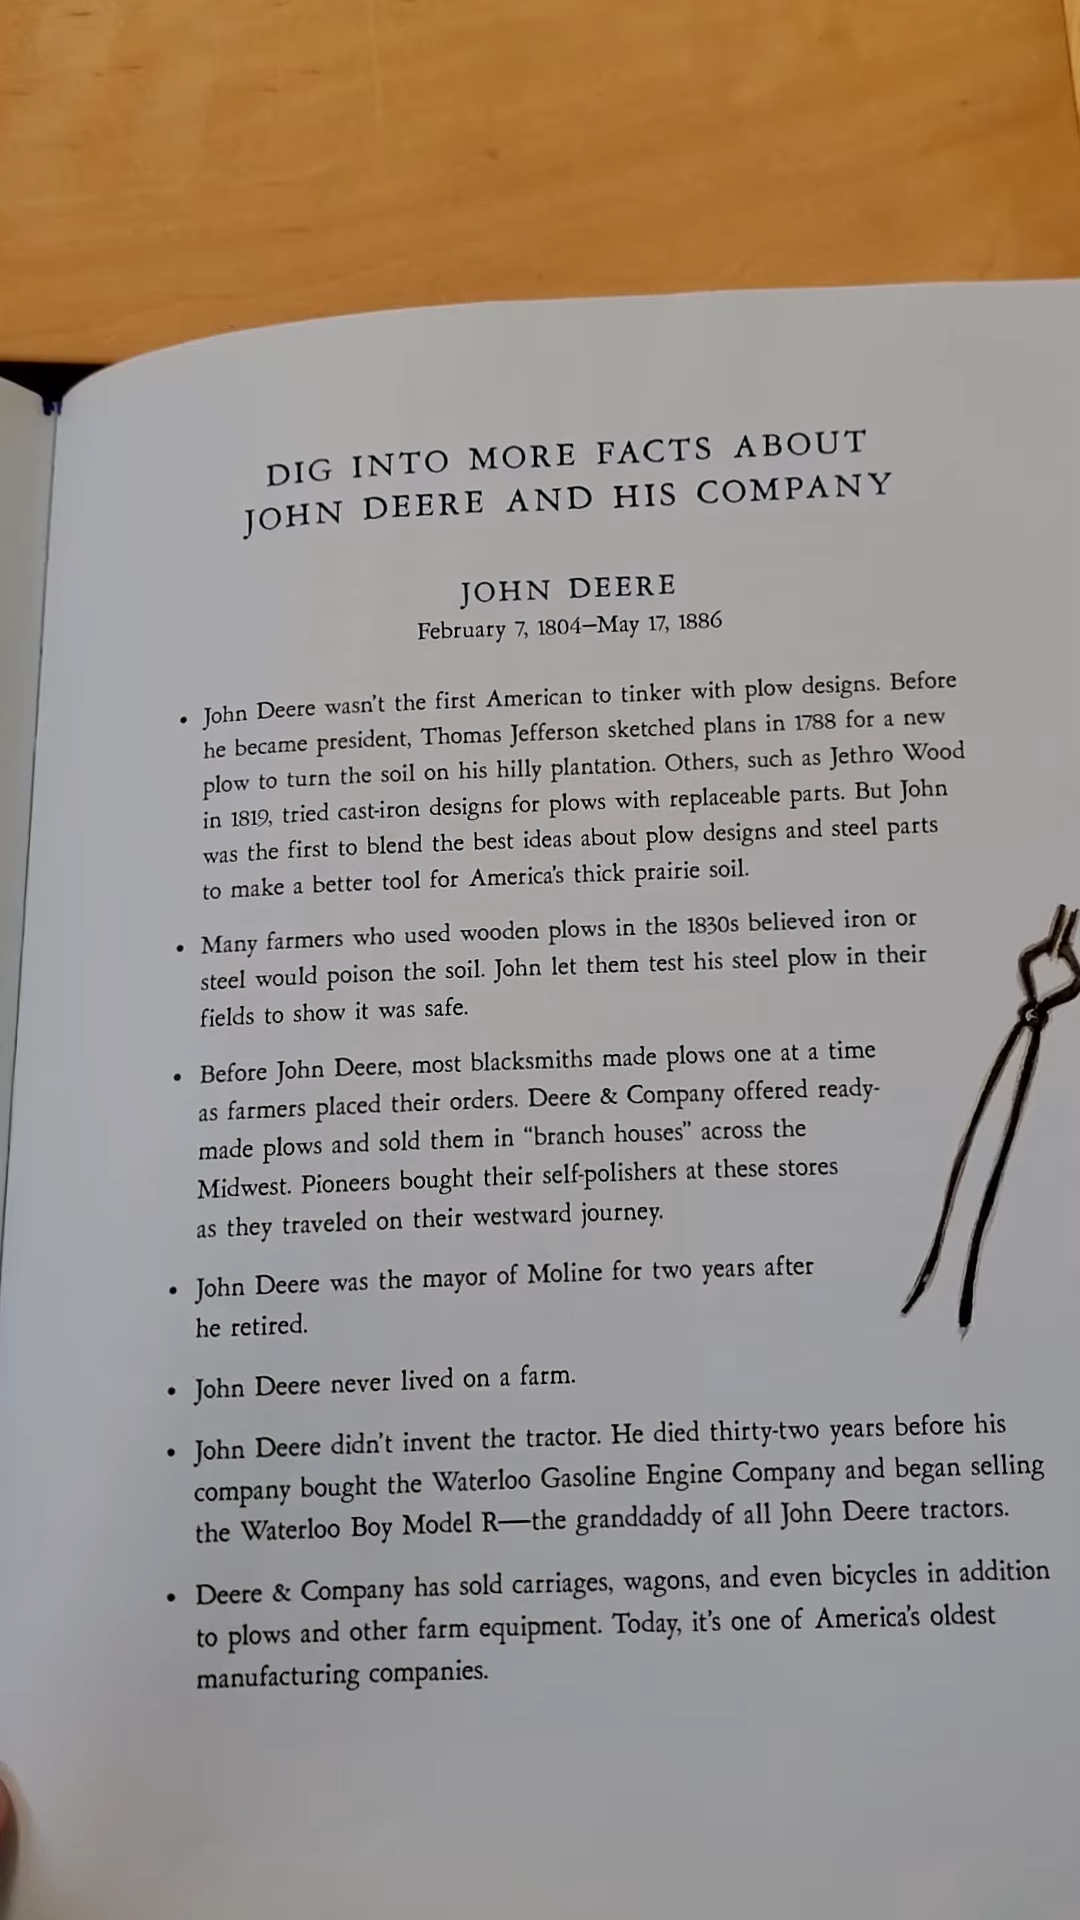 DIG INTO MORE FACTS ABOUT
JOHN DEERE AND HIS COMPANY
JOHN DEERE
February 7, 1804–May 17, 1886
• John Deere wasn't the first American to tinker with plow designs. Before
he became president, Thomas Jefferson sketched plans in 1788 for a new
plow to turn the soil on his hilly plantation. Others, such as Jethro Wood
in 1819, tried cast-iron designs for plows with replaceable parts. But John
was the first to blend the best ideas about plow designs and steel parts
to make a better tool for America's thick prairie soil.
• Many farmers who used wooden plows in the 1830s believed iron or
steel would poison the soil. John let them test his steel plow in their
fields to show it was safe.
• Before John Deere, most blacksmiths made plows one at a time
as farmers placed their orders. Deere & Company offered ready-
made plows and sold them in “branch houses” across the
Midwest. Pioneers bought their self-polishers at these stores
as they traveled on their westward journey.
• John Deere was the mayor of Moline for two years after
he retired.
• John Deere never lived on a farm.
• John Deere didn't invent the tractor. He died thirty-two years before his
company bought the Waterloo Gasoline Engine Company and began selling
the Waterloo Boy Model R—the granddaddy of all John Deere tractors.
• Deere & Company has sold carriages, wagons, and even bicycles in addition
to plows and other farm equipment. Today, it's one of America's oldest
manufacturing companies.